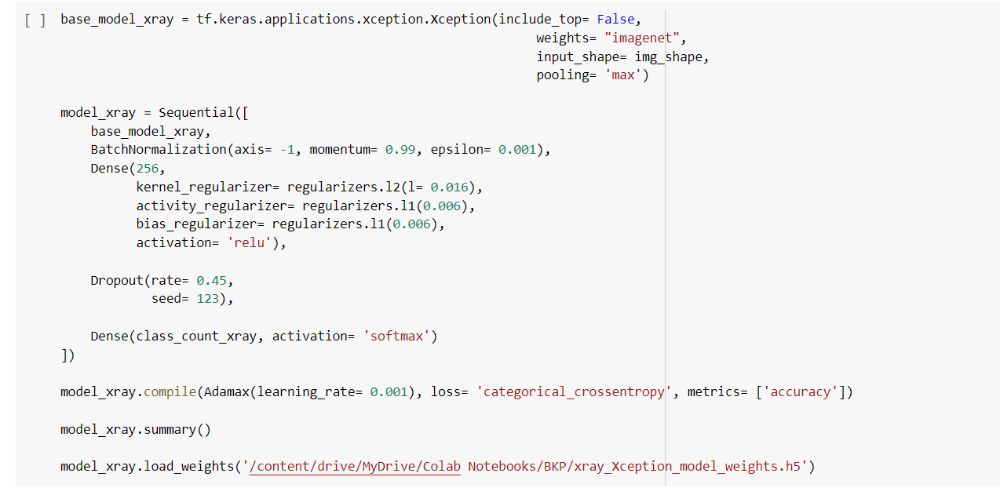 [ ] base_model_xray = tf.keras.applications.xception.Xception(include_top= False,
weights= "imagenet",
input_shape= img_shape,
pooling= 'max')
model_xray = Sequential([
base_model_xray,
BatchNormalization(axis= -1, momentum= 0.99, epsilon= 0.001),
Dense(256,
kernel_regularizer= regularizers.l2(l= 0.016),
activity_regularizer= regularizers.l1(0.006),
bias_regularizer= regularizers.l1(0.006),
activation= 'relu'),
Dropout(rate= 0.45,
seed= 123),
Dense(class_count_xray, activation= 'softmax')
])
model_xray.compile(Adamax(learning_rate= 0.001), loss= 'categorical_crossentropy', metrics= ['accuracy'])
model_xray.summary()
model_xray.load_weights('/content/drive/MyDrive/Colab Notebooks/BKP/xray_Xception_model_weights.h5')